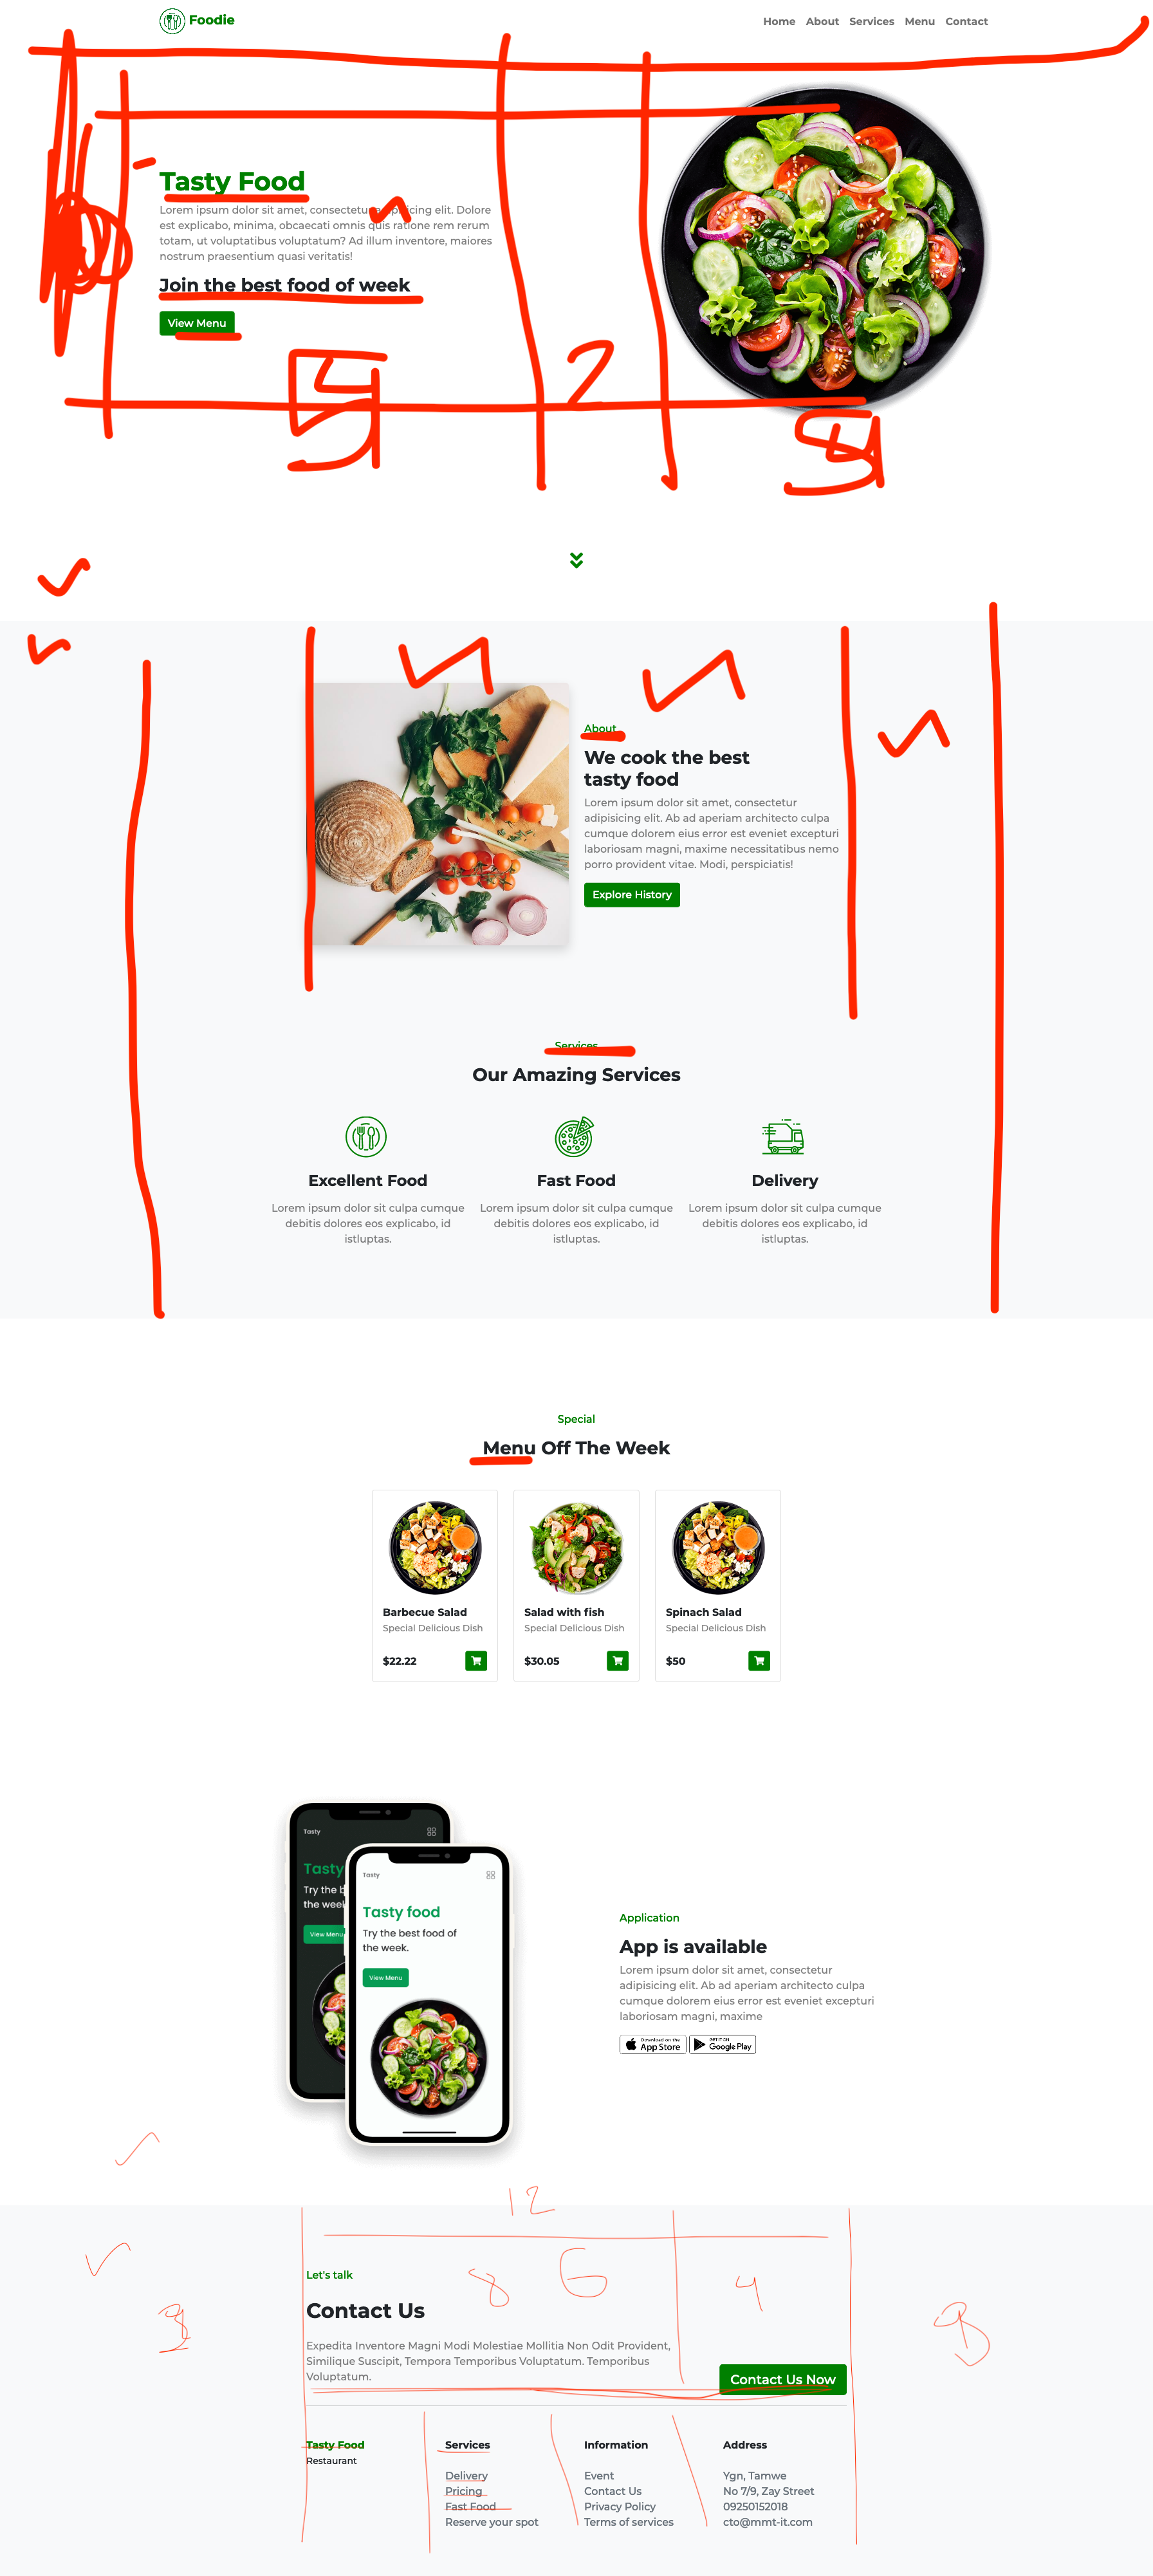 Foodie
Home About Services Menu Contact
Tasty Food
Lorem ipsum dolor sit amet, consectetur adipisicing elit. Dolore
est explicabo, minima, obcaecati omnis quis ratione rem rerum
totam, ut voluptatibus voluptatum? Ad illum inventore, maiores
nostrum praesentium quasi veritatis!
Join the best food of week
View Menu
5 2 5
4 4
About
We cook the best
tasty food
Lorem ipsum dolor sit amet, consectetur
adipisicing elit. Ab ad aperiam architecto culpa
cumque dolorem eius error est eveniet excepturi
laboriosam magni, maxime necessitatibus nemo
porro provident vitae. Modi, perspiciatis!
Explore History
Services
Our Amazing Services
Excellent Food
Lorem ipsum dolor sit culpa cumque
debitis dolores eos explicabo, id
istluptas.
Fast Food
Lorem ipsum dolor sit culpa cumque
debitis dolores eos explicabo, id
istluptas.
Delivery
Lorem ipsum dolor sit culpa cumque
debitis dolores eos explicabo, id
istluptas.
Special
Menu Off The Week
Barbecue Salad
Special Delicious Dish
$22.22
Salad with fish
Special Delicious Dish
$30.05
Spinach Salad
Special Delicious Dish
$50
Tasty
Tasty
Try the b
the week
View Menu
Tasty
Tasty food
Try the best food of
the week.
View Menu
Application
App is available
Lorem ipsum dolor sit amet, consectetur
adipisicing elit. Ab ad aperiam architecto culpa
cumque dolorem eius error est eveniet excepturi
laboriosam magni, maxime
Download on the
App Store
GET IT ON
Google Play
12
8 6 4
Let's talk
Contact Us
Expedita Inventore Magni Modi Molestiae Mollitia Non Odit Provident,
Similique Suscipit, Tempora Temporibus Voluptatum. Temporibus
Voluptatum.
Contact Us Now
Tasty Food
Restaurant
Services
Delivery
Pricing
Fast Food
Reserve your spot
Information
Event
Contact Us
Privacy Policy
Terms of services
Address
Ygn, Tamwe
No 7/9, Zay Street
09250152018
cto@mmt-it.com